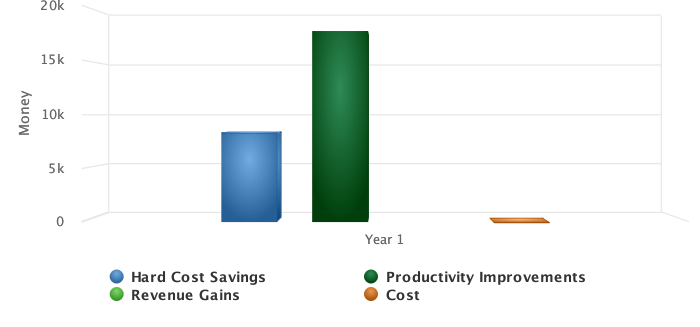 20k
15k
10k
5k
0
Money
Year 1
Hard Cost Savings
Productivity Improvements
Revenue Gains
Cost